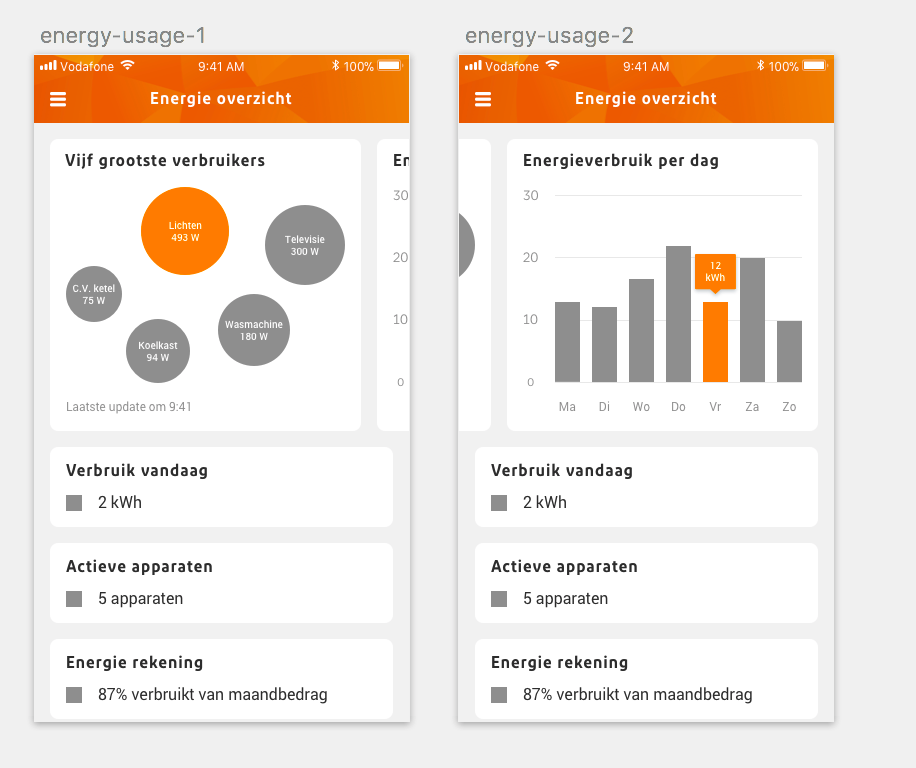 energy-usage-1
Vodafone
9:41 AM
100%
Energie overzicht
Vijf grootste verbruikers
Lichten
493 W
Televisie
300 W
C.V. ketel
75 W
Wasmachine
180 W
Koelkast
94 W
Laatste update om 9:41
En
30
20
10
0
Verbruik vandaag
2 kWh
Actieve apparaten
5 apparaten
Energie rekening
87% verbruikt van maandbedrag
energy-usage-2
Vodafone
9:41 AM
100%
Energie overzicht
Energieverbruik per dag
30
20
10
0
12
kWh
Ma Di Wo Do Vr Za Zo
Verbruik vandaag
2 kWh
Actieve apparaten
5 apparaten
Energie rekening
87% verbruikt van maandbedrag